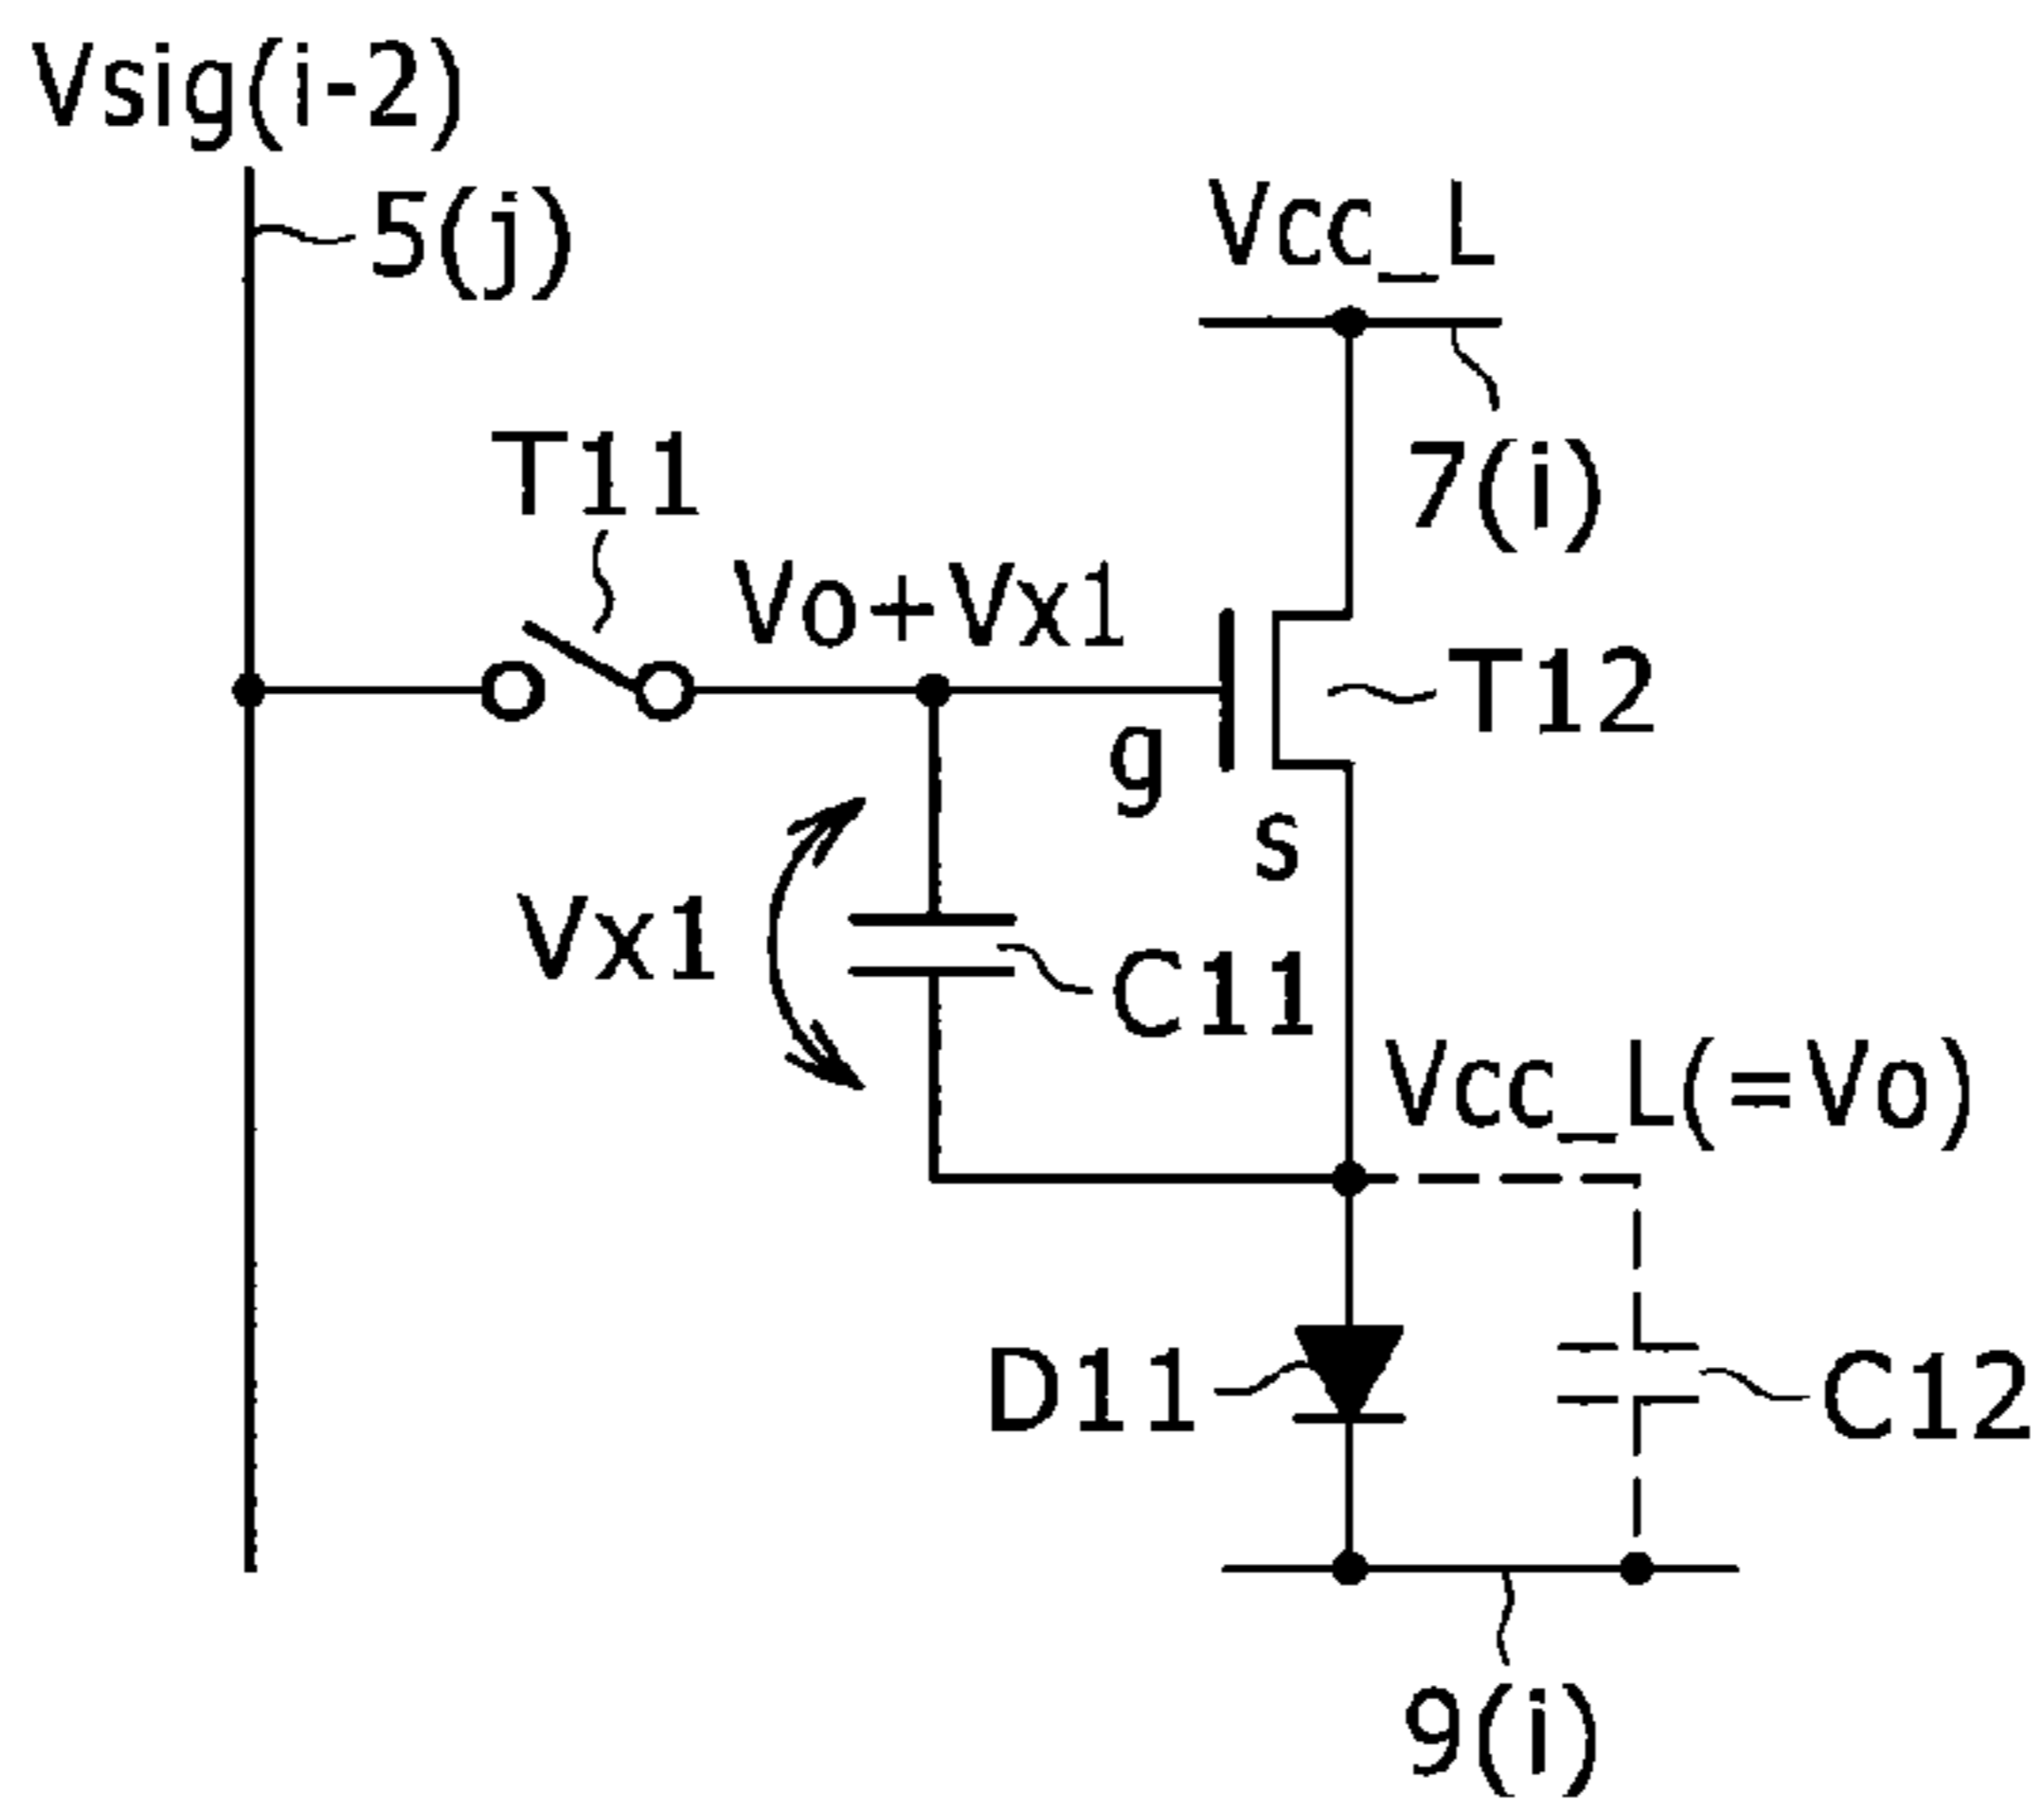 Vsig(i-2)
5(j)
Vcc_L
7(i)
T11
Vo+Vx1
T12
g
s
Vx1
C11
Vcc_L(=Vo)
D11
C12
9(i)